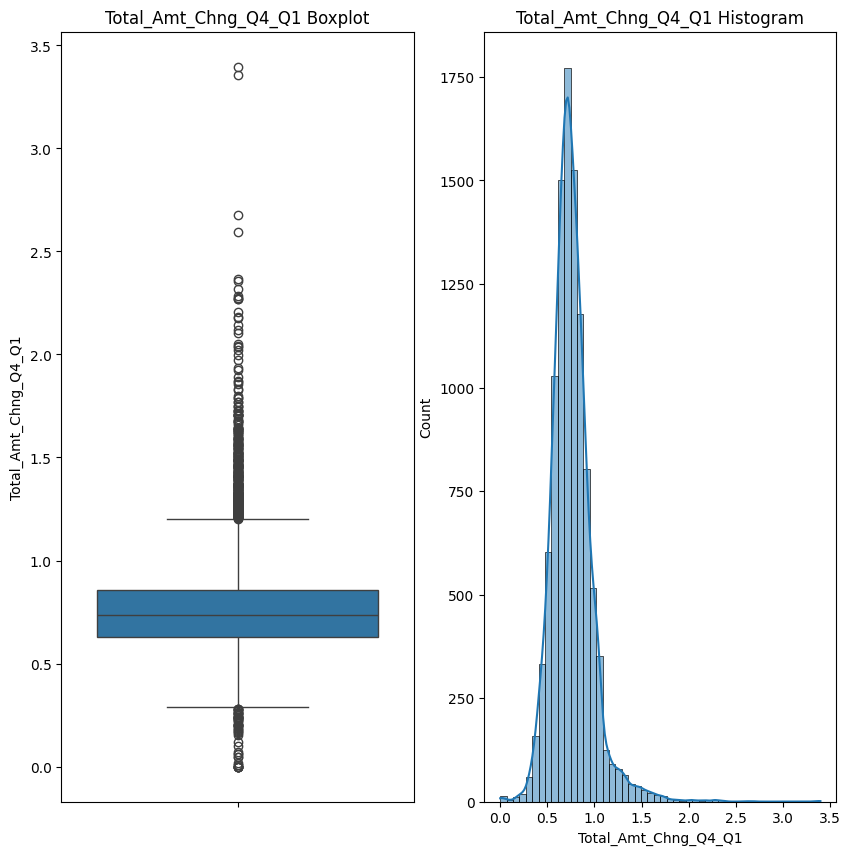 Total_Amt_Chng_Q4_Q1 Boxplot
3.5
3.0
2.5
2.0
1.5
1.0
0.5
0.0
Total_Amt_Chng_Q4_Q1
Total_Amt_Chng_Q4_Q1 Histogram
1750
1500
1250
1000
750
500
250
0
Count
0.0 0.5 1.0 1.5 2.0 2.5 3.0 3.5
Total_Amt_Chng_Q4_Q1